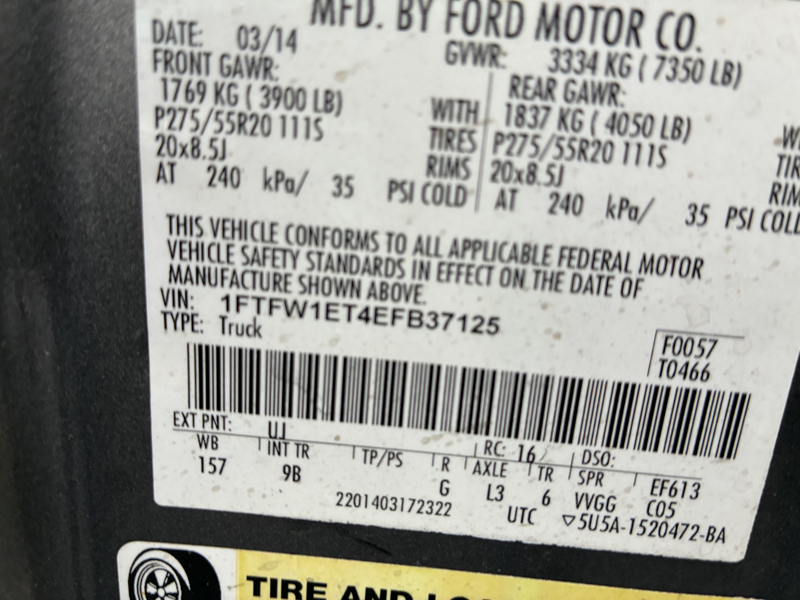 MFD. BY FORD MOTOR CO.
DATE: 03/14 GVWR: 3334 KG ( 7350 LB)
FRONT GAWR: REAR GAWR:
1769 KG ( 3900 LB) WITH 1837 KG ( 4050 LB)
P275/55R20 111S TIRES P275/55R20 111S
20x8.5J RIMS 20x8.5J RIM
AT 240 kPa/ 35 PSI COLD AT 240 kPa/ 35 PSI COLD
THIS VEHICLE CONFORMS TO ALL APPLICABLE FEDERAL MOTOR
VEHICLE SAFETY STANDARDS IN EFFECT ON THE DATE OF
MANUFACTURE SHOWN ABOVE.
VIN: 1FTFW1ET4EFB37125
TYPE: Truck
F0057
T0466
EXT PNT: UJ RC: 16 DSO:
WB INT TR TP/PS R AXLE TR SPR EF613
157 9B G L3 6 VVGG C05
2201403172322 UTC ▽5U5A-1520472-BA
TIRE AND